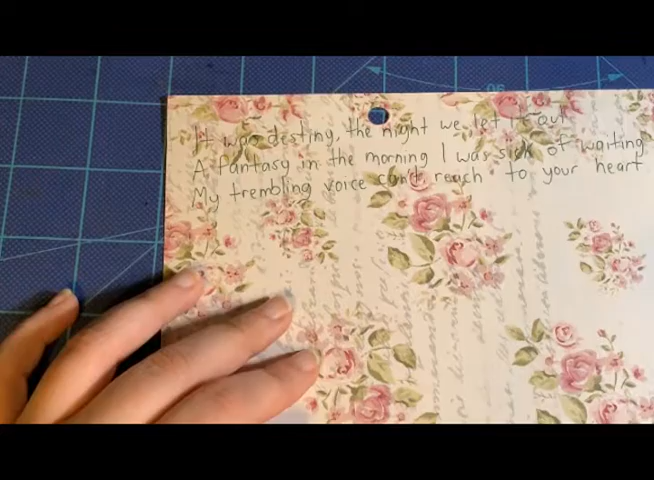 It was destiny, the night we let it out
A fantasy in the morning I was sick of waiting
My trembling voice can't reach to your heart